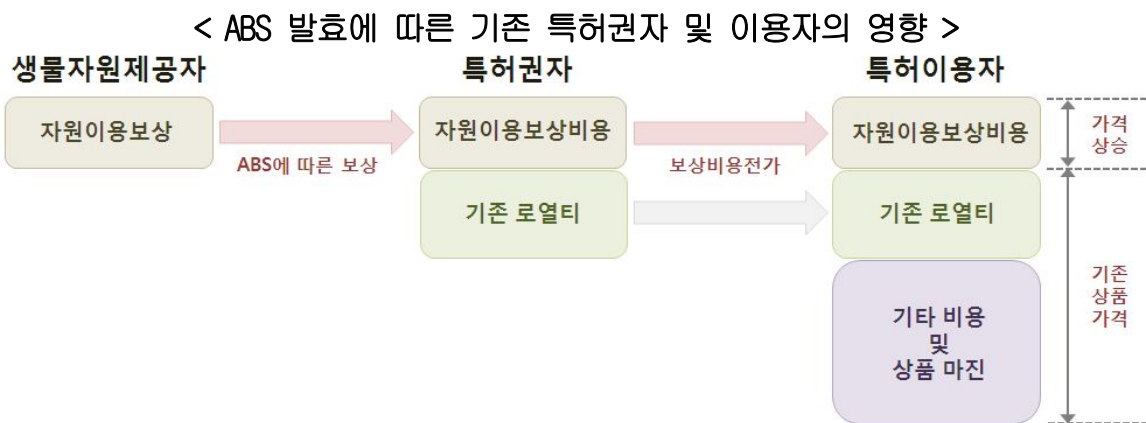 < ABS 발효에 따른 기존 특허권자 및 이용자의 영향 >
생물자원제공자
특허권자
특허이용자
자원이용보상
ABS에 따른 보상
자원이용보상비용
보상비용전가
자원이용보상비용
가격
상승
기존 로열티
기존 로열티
기타 비용
및
상품 마진
기존
상품
가격